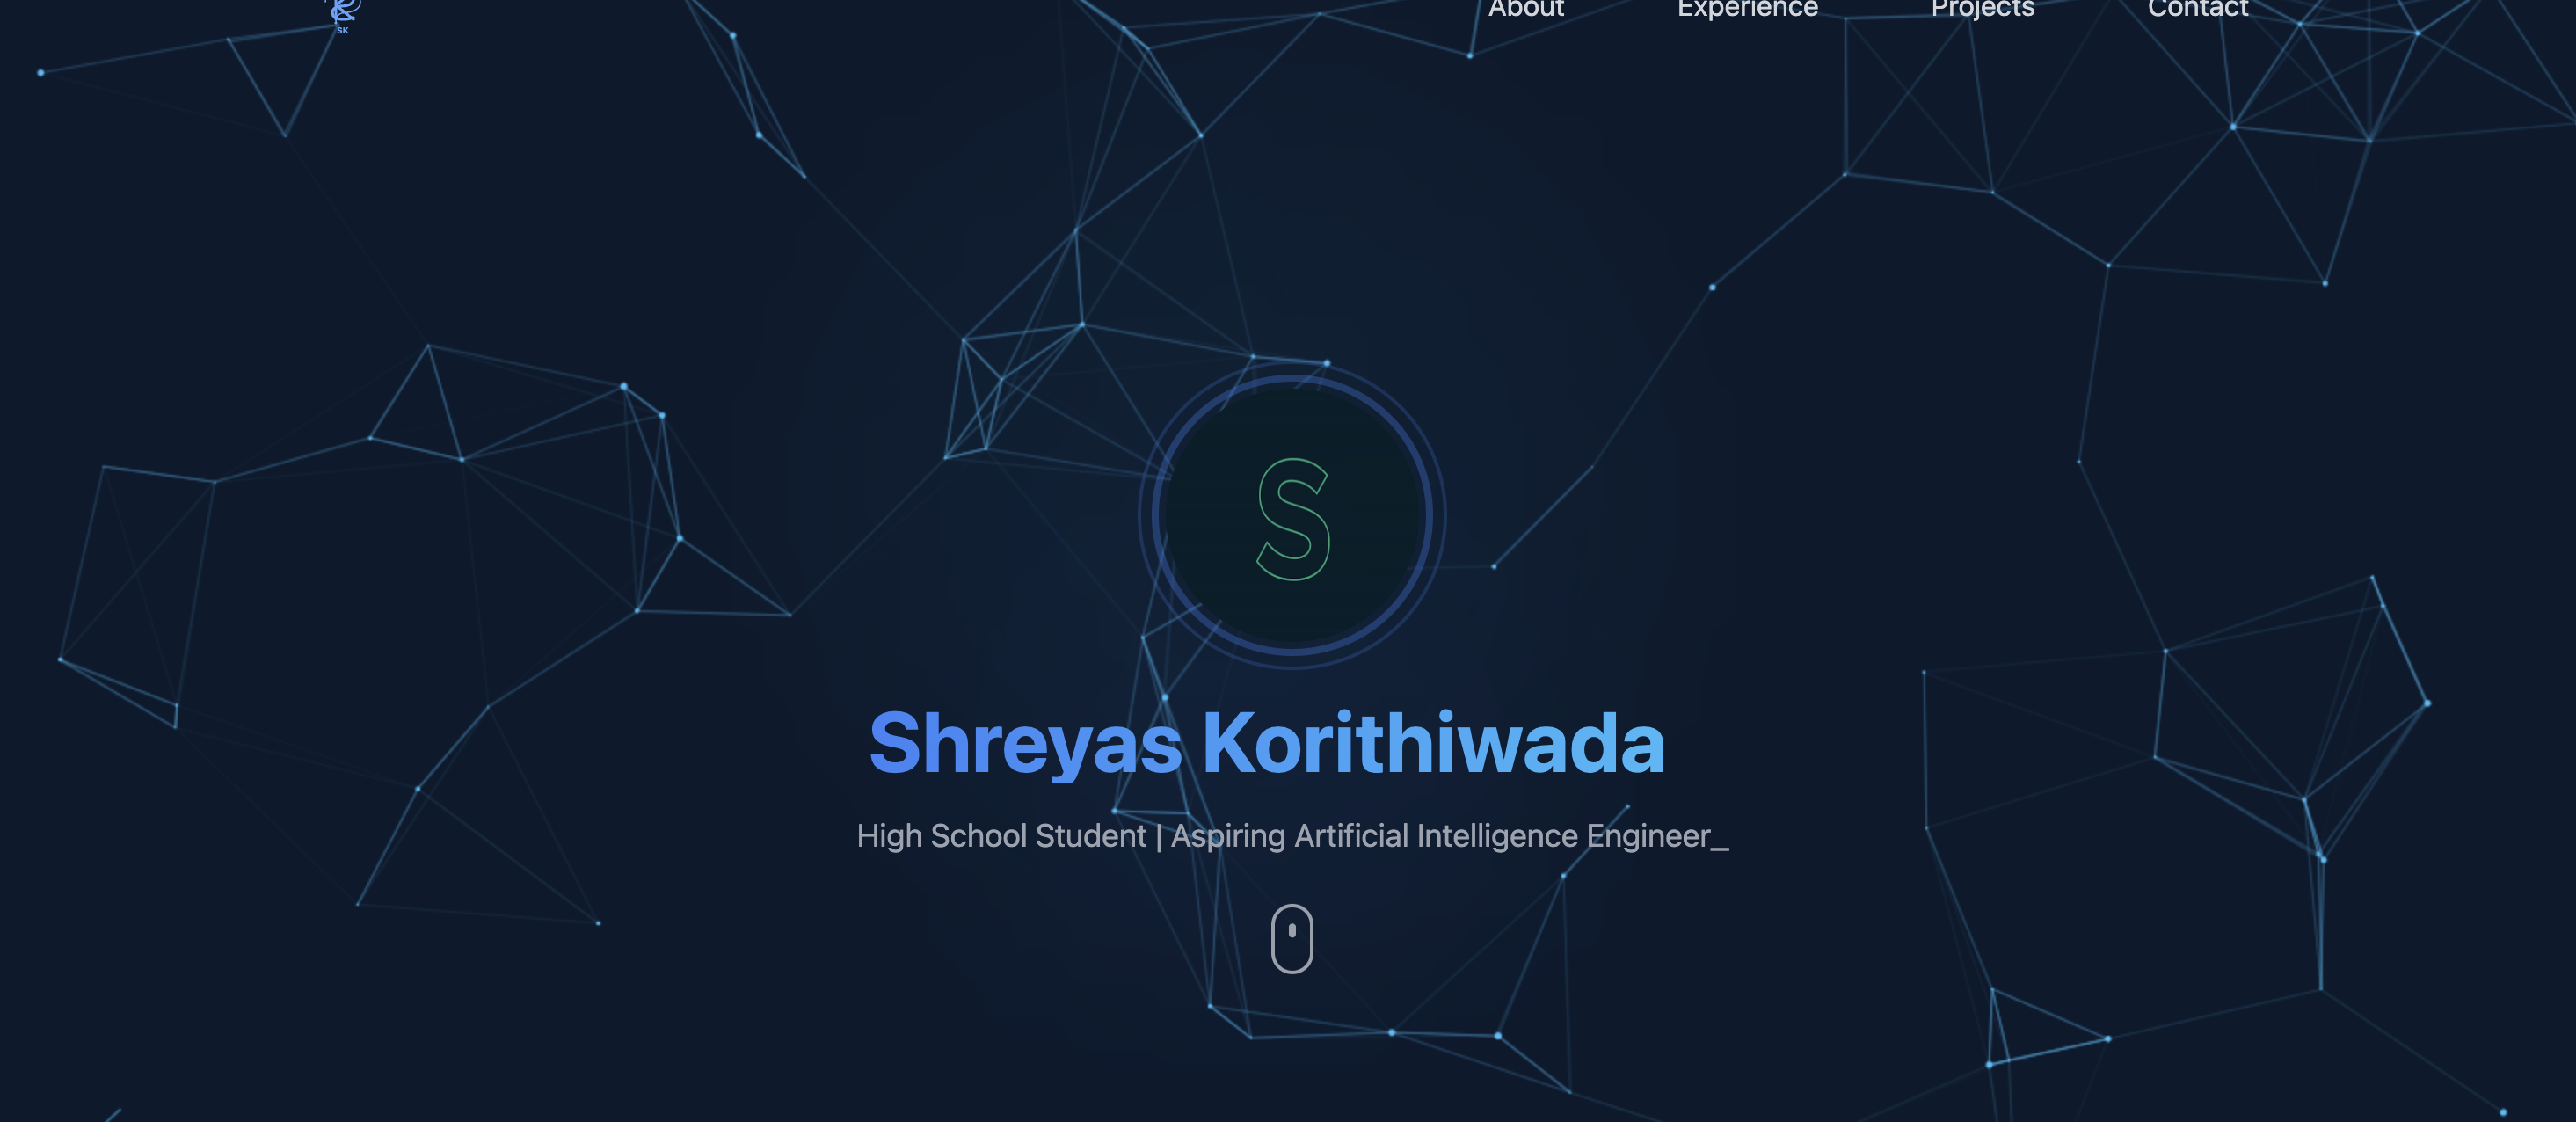 SK
About Experience Projects Contact
S
Shreyas Korithiwada
High School Student | Aspiring Artificial Intelligence Engineer_